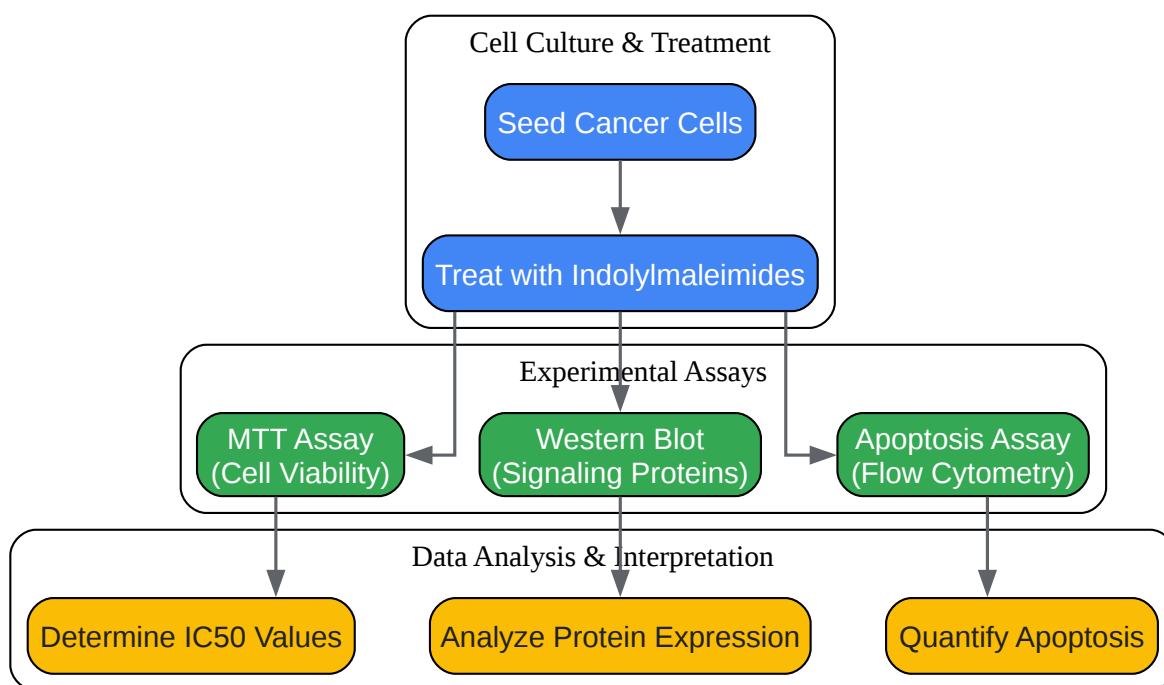 Cell Culture & Treatment
Seed Cancer Cells
Treat with Indolylmaleimides
Experimental Assays
MTT Assay
(Cell Viability)
Western Blot
(Signaling Proteins)
Apoptosis Assay
(Flow Cytometry)
Data Analysis & Interpretation
Determine IC50 Values
Analyze Protein Expression
Quantify Apoptosis